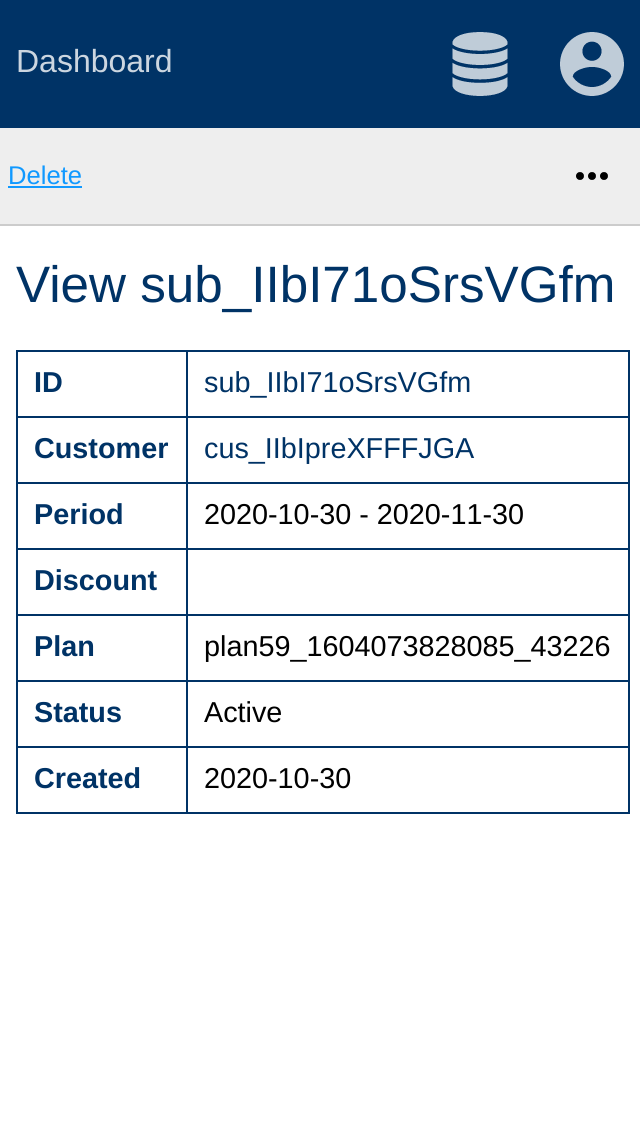 Dashboard
Delete
View sub_IIbI71oSrsVGfm
ID sub_IIbI71oSrsVGfm
Customer cus_IIbIpreXFFFJGA
Period 2020-10-30 - 2020-11-30
Discount
Plan plan59_1604073828085_43226
Status Active
Created 2020-10-30